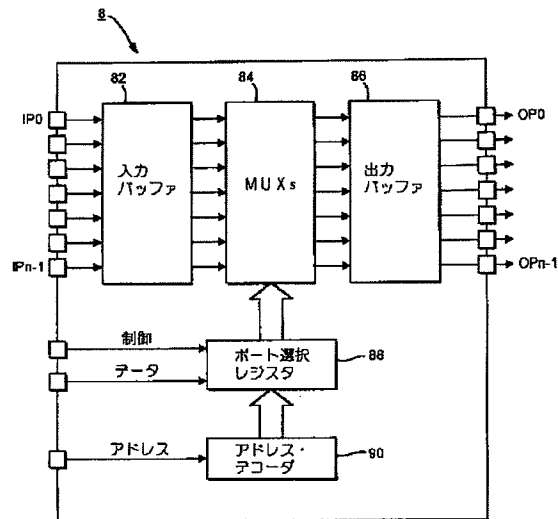 8
82
84
86
IP0
OP0
入力
バッファ
MUXs
出力
バッファ
IPn-1
OPn-1
制御
データ
ポート選択
レジスタ
88
アドレス
アドレス・
デコーダ
90